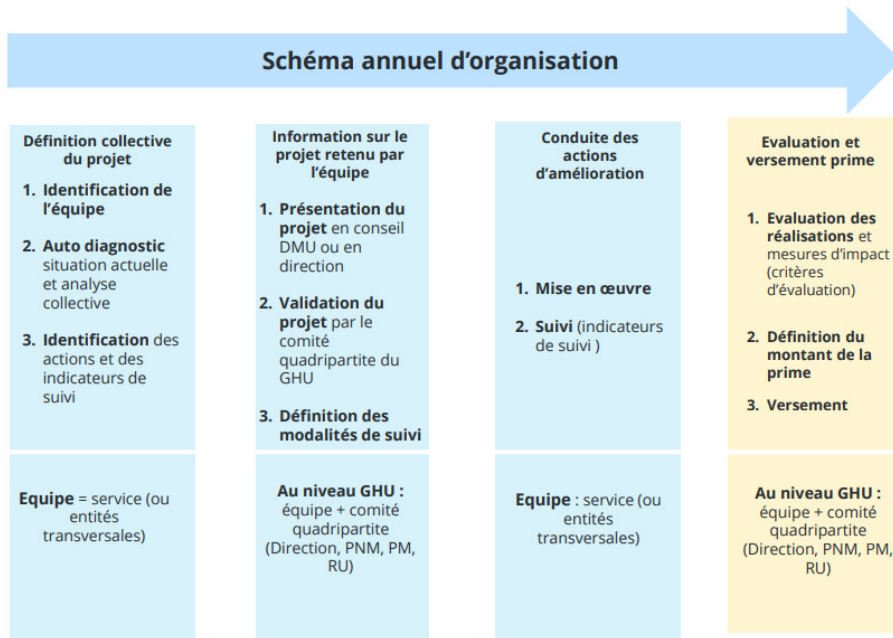 Schéma annuel d'organisation
Définition collective
du projet
1. Identification de
l'équipe
2. Auto diagnostic
situation actuelle
et analyse
collective
3. Identification des
actions et des
indicateurs de
suivi
Equipe = service (ou
entités
transversales)
Information sur le
projet retenu par
l'équipe
1. Présentation du
projet en conseil
DMU ou en
direction
2. Validation du
projet par le
comité
quadripartite du
GHU
3. Définition des
modalités de suivi
Au niveau GHU :
équipe + comité
quadripartite
(Direction, PNM, PM,
RU)
Conduite des
actions
d'amélioration
1. Mise en œuvre
2. Suivi (indicateurs
de suivi )
Equipe : service (ou
entités
transversales)
Evaluation et
versement prime
1. Evaluation des
réalisations et
mesures d'impact
(critères
d'évaluation)
2. Définition du
montant de la
prime
3. Versement
Au niveau GHU :
équipe + comité
quadripartite
(Direction, PNM, PM,
RU)